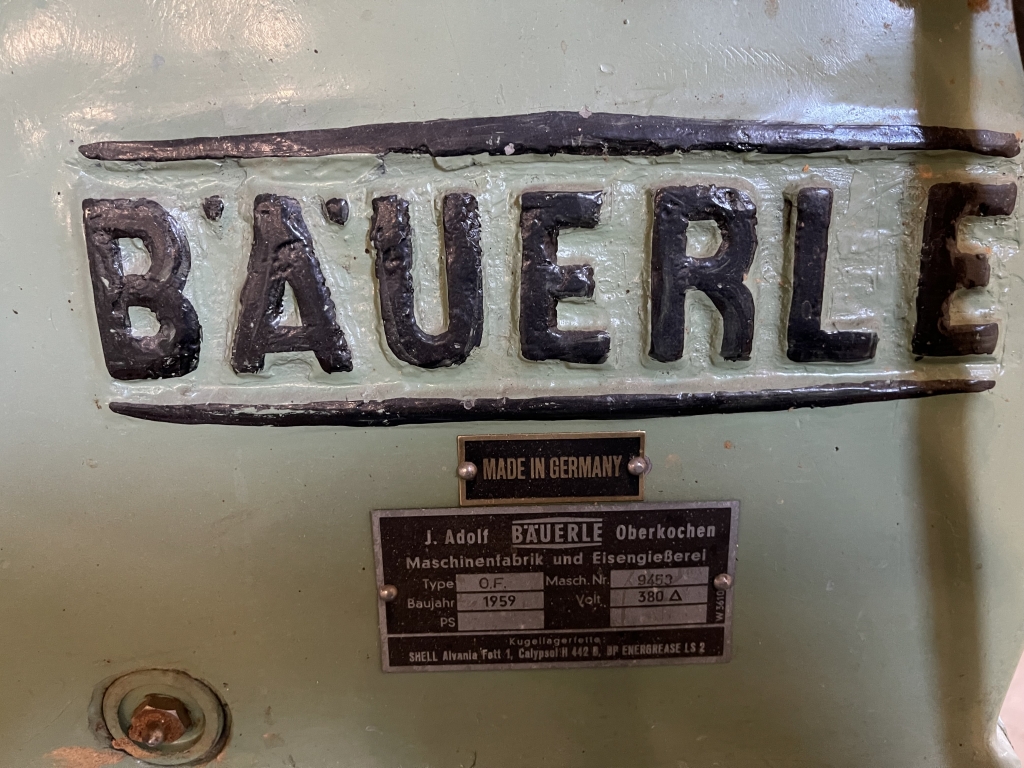 BÄUERLE
MADE IN GERMANY
J. Adolf BÄUERLE Oberkochen
Maschinenfabrik und Eisengießerei
Type O.F. Masch. Nr.
Baujahr 1959 Volt 380 Δ
PS
W 3610
Kugellagerfette:
SHELL Alvania Fett 1, Calypsol H 442 B, BP ENERGREASE LS 2